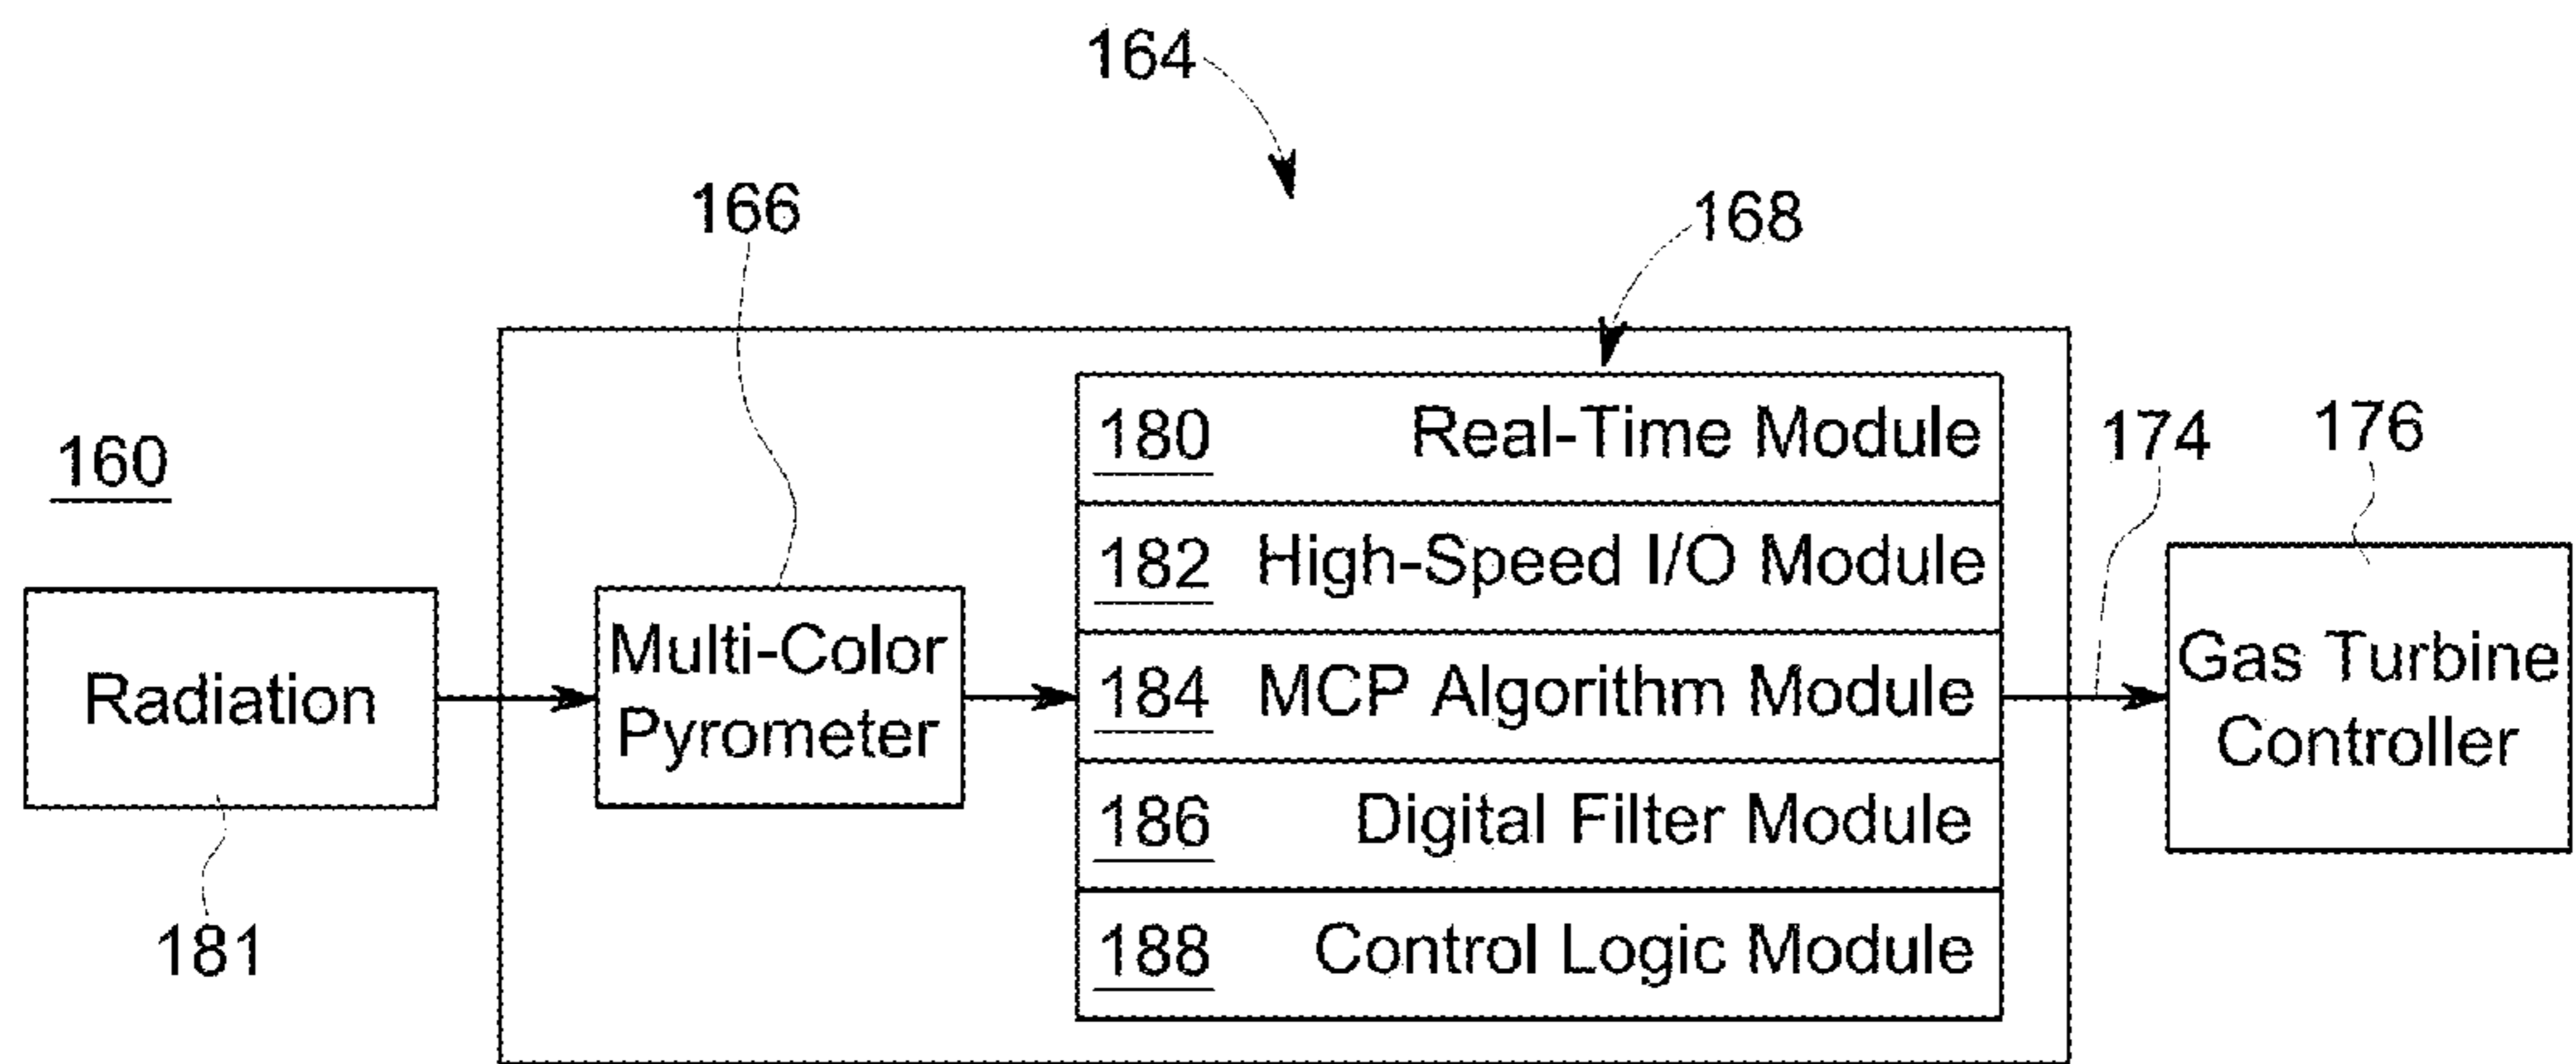 164
166
168
160
180 Real-Time Module
174
176
182 High-Speed I/O Module
Radiation
Multi-Color
Pyrometer
184 MCP Algorithm Module
Gas Turbine
Controller
186 Digital Filter Module
181
188 Control Logic Module